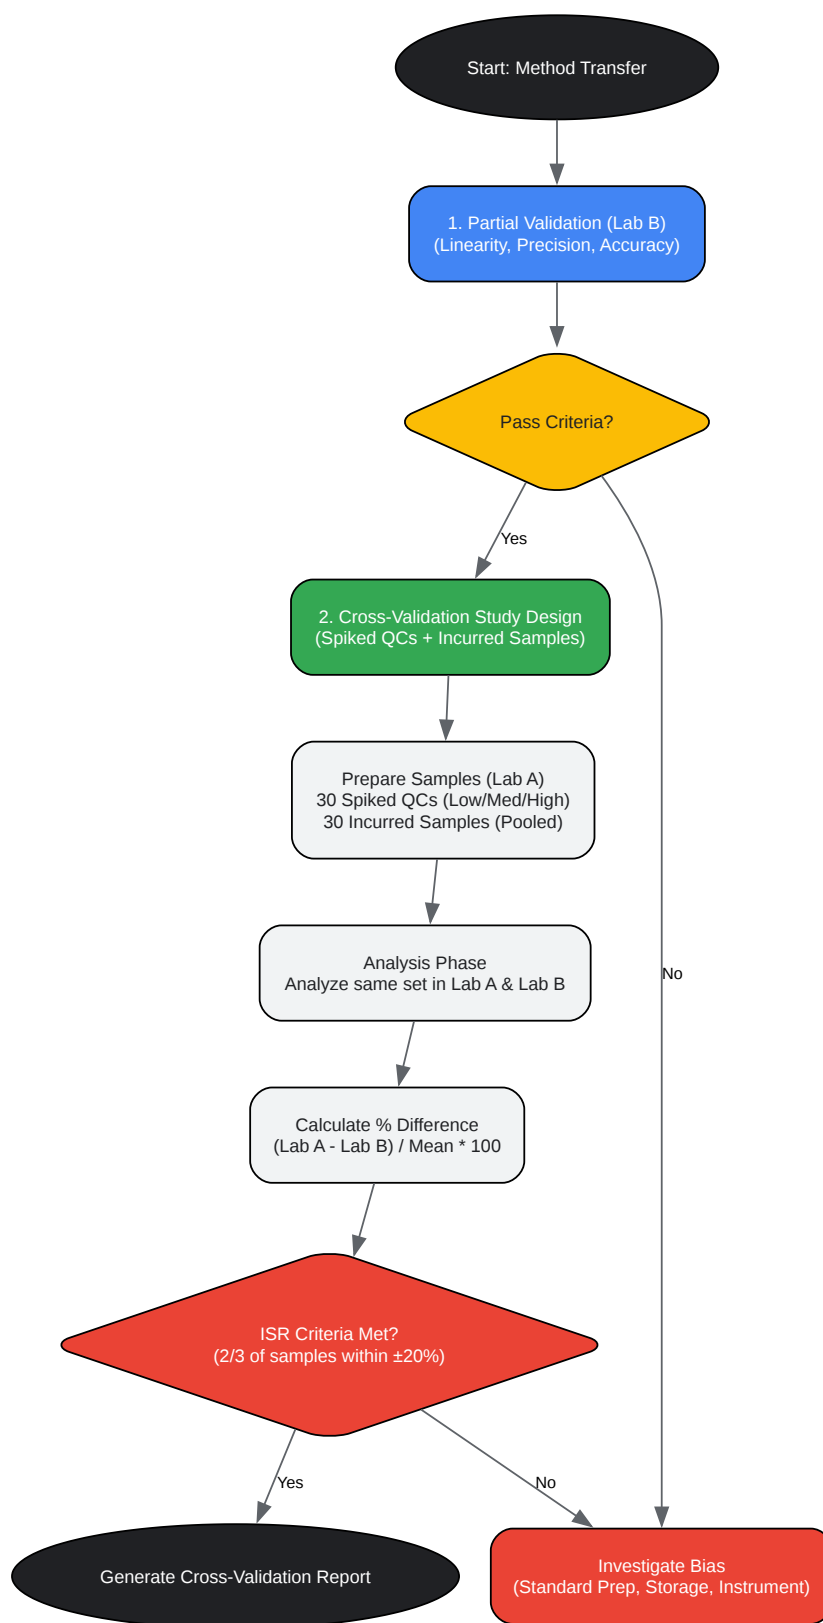 Start: Method Transfer
1. Partial Validation (Lab B)
(Linearity, Precision, Accuracy)
Pass Criteria?
Yes
2. Cross-Validation Study Design
(Spiked QCs + Incurred Samples)
Prepare Samples (Lab A)
30 Spiked QCs (Low/Med/High)
30 Incurred Samples (Pooled)
Analysis Phase
Analyze same set in Lab A & Lab B
No
Calculate % Difference
(Lab A - Lab B) / Mean * 100
ISR Criteria Met?
(2/3 of samples within ±20%)
Yes
No
Generate Cross-Validation Report
Investigate Bias
(Standard Prep, Storage, Instrument)